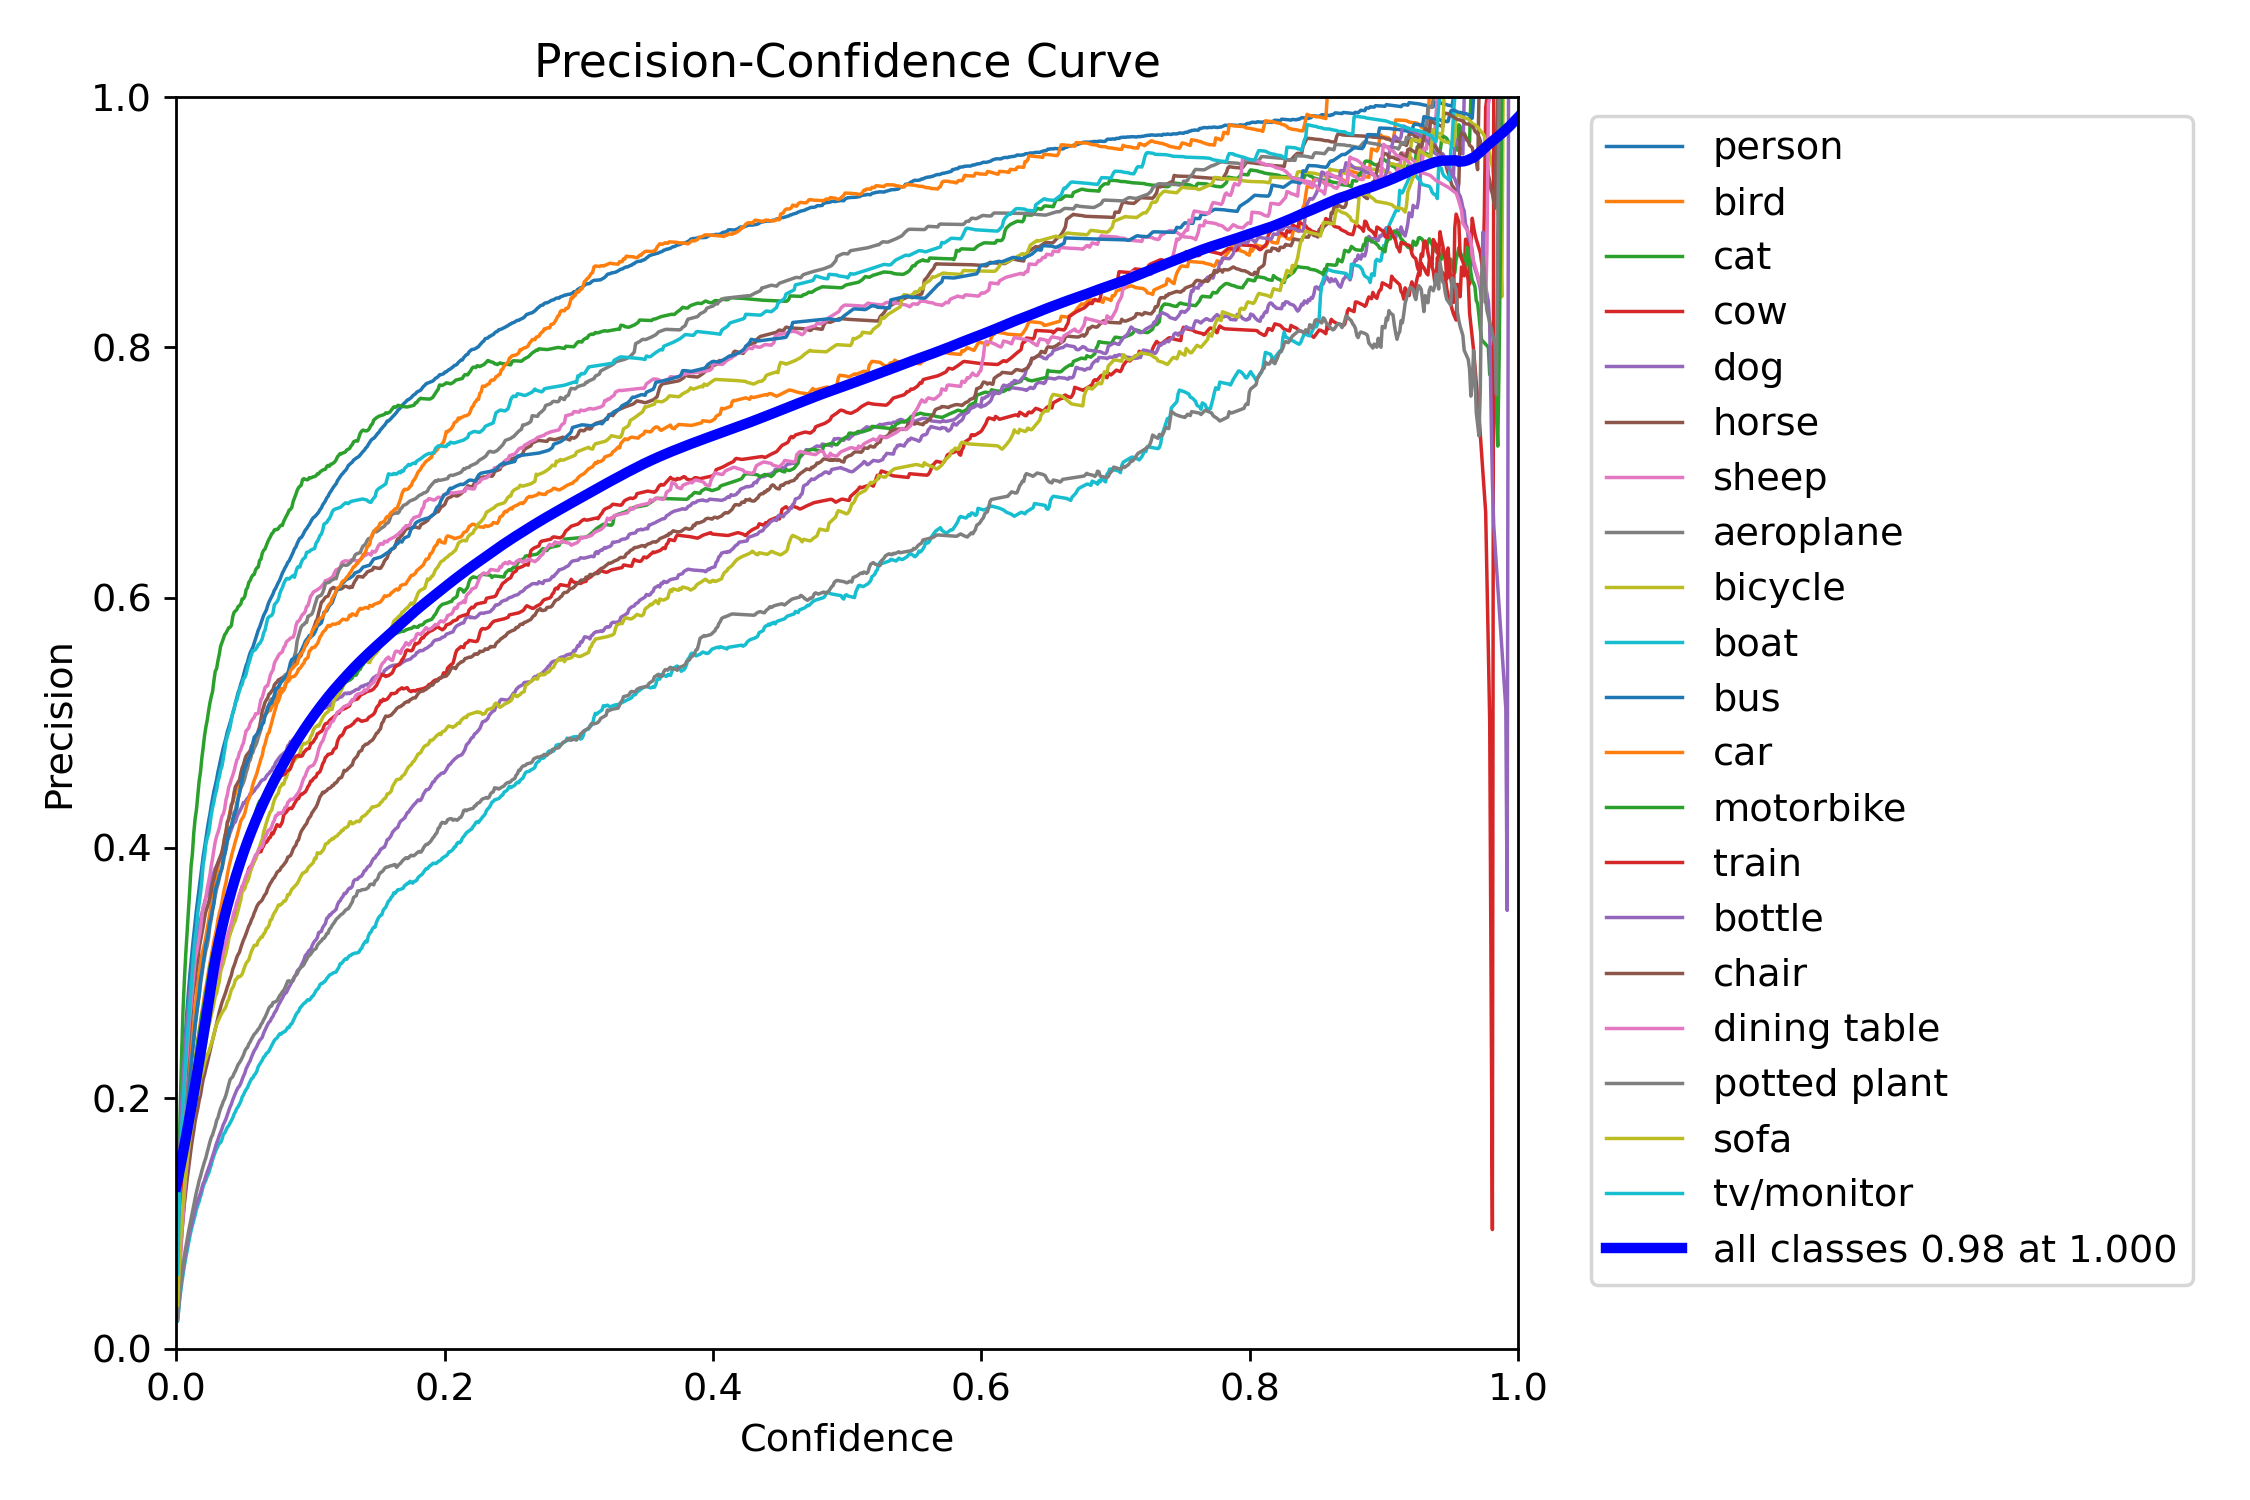 Precision-Confidence Curve
1.0
0.8
0.6
0.4
0.2
0.0
Precision
0.0 0.2 0.4 0.6 0.8 1.0
Confidence
person
bird
cat
cow
dog
horse
sheep
aeroplane
bicycle
boat
bus
car
motorbike
train
bottle
chair
dining table
potted plant
sofa
tv/monitor
all classes 0.98 at 1.000